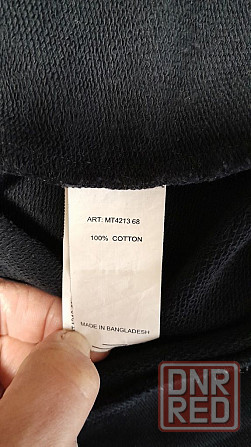 ART: MT4213 68
100% COTTON
MADE IN BANGLADESH
DNR
RED